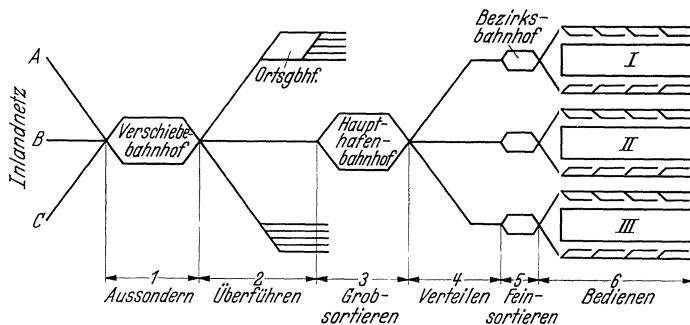 Bezirks-
bahnhof
A
Ortsgbhf.
I
Inlandnetz
B
Verschiebe-
bahnhof
Haupt-
hafen-
bahnhof
II
C
III
1
2
3
4
5
6
Aussondern
Überführen
Grob-
sortieren
Verteilen
Fein-
sortieren
Bedienen